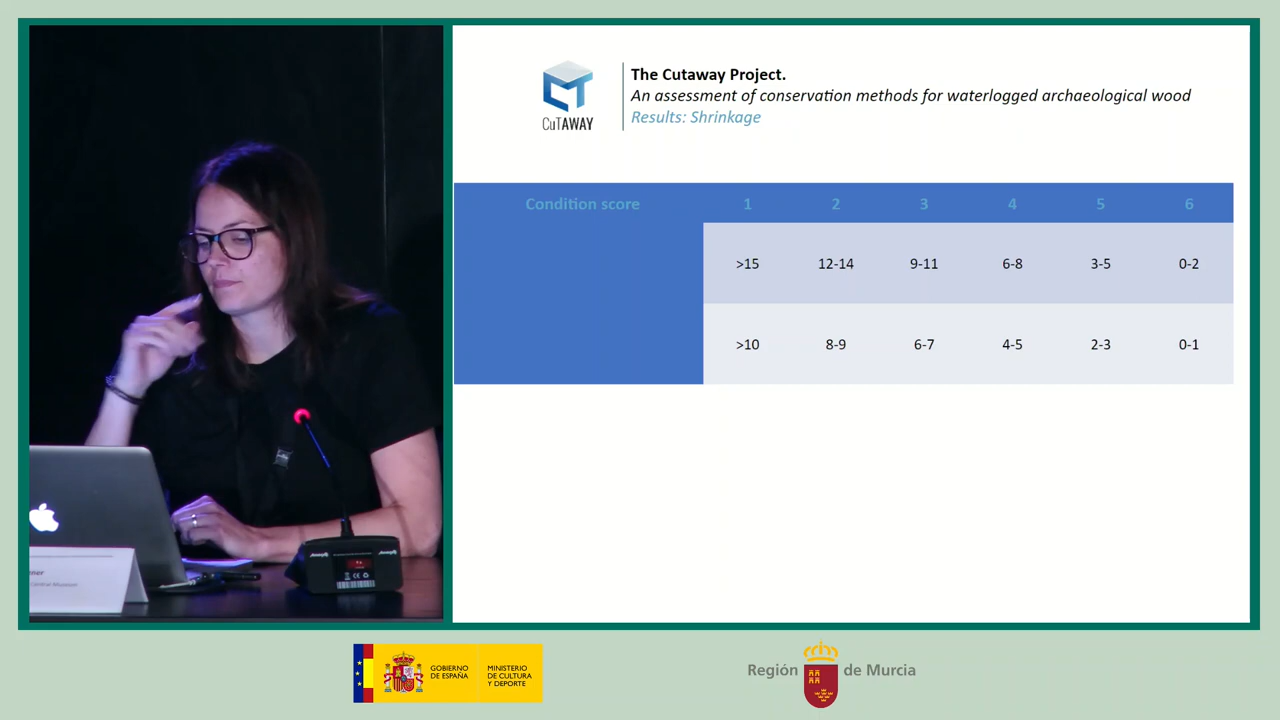 The Cutaway Project.
An assessment of conservation methods for waterlogged archaeological wood
Results: Shrinkage
CUTAWAY
Condition score 1 2 3 4 5 6
>15 12-14 9-11 6-8 3-5 0-2
>10 8-9 6-7 4-5 2-3 0-1
GOBIERNO
DE ESPAÑA
MINISTERIO
DE CULTURA
Y DEPORTE
Región de Murcia